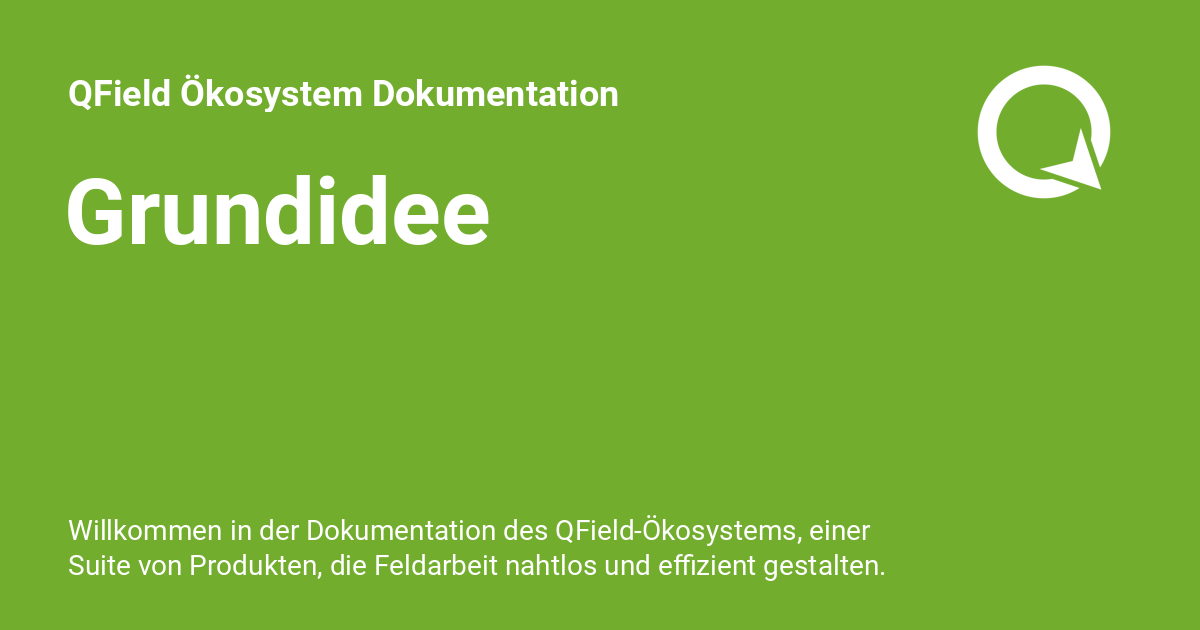 QField Ökosystem Dokumentation
Grundidee
Willkommen in der Dokumentation des QField-Ökosystems, einer
Suite von Produkten, die Feldarbeit nahtlos und effizient gestalten.